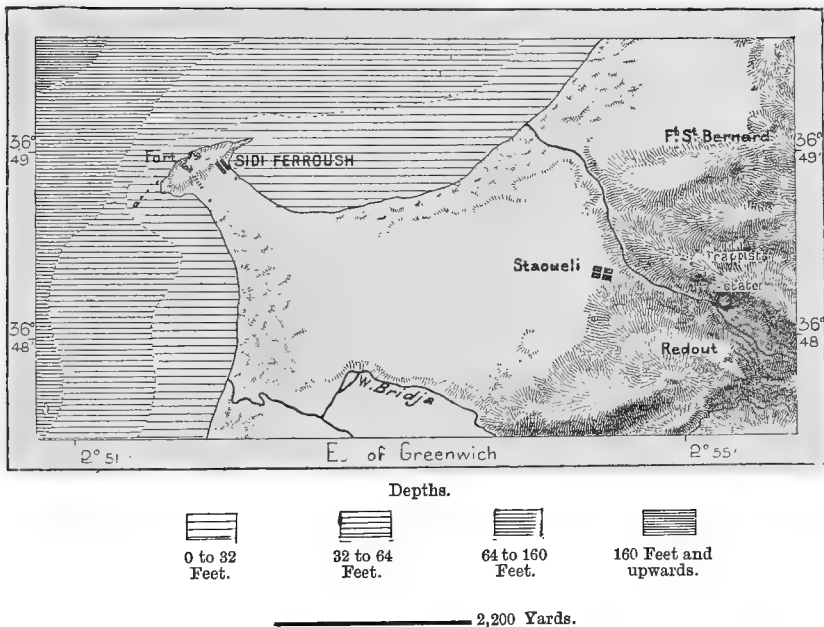 36°
49'
Fort
SIDI FERROUSH
Ft. St. Bernard
36°
49'
Staoueli
Trappista
stater
36°
48'
Redout
36°
48
W. Bridja
2°51'
E. of Greenwich
2°55'
Depths.
0 to 32
Feet.
32 to 64
Feet.
64 to 160
Feet.
160 Feet and
upwards.
2,200 Yards.